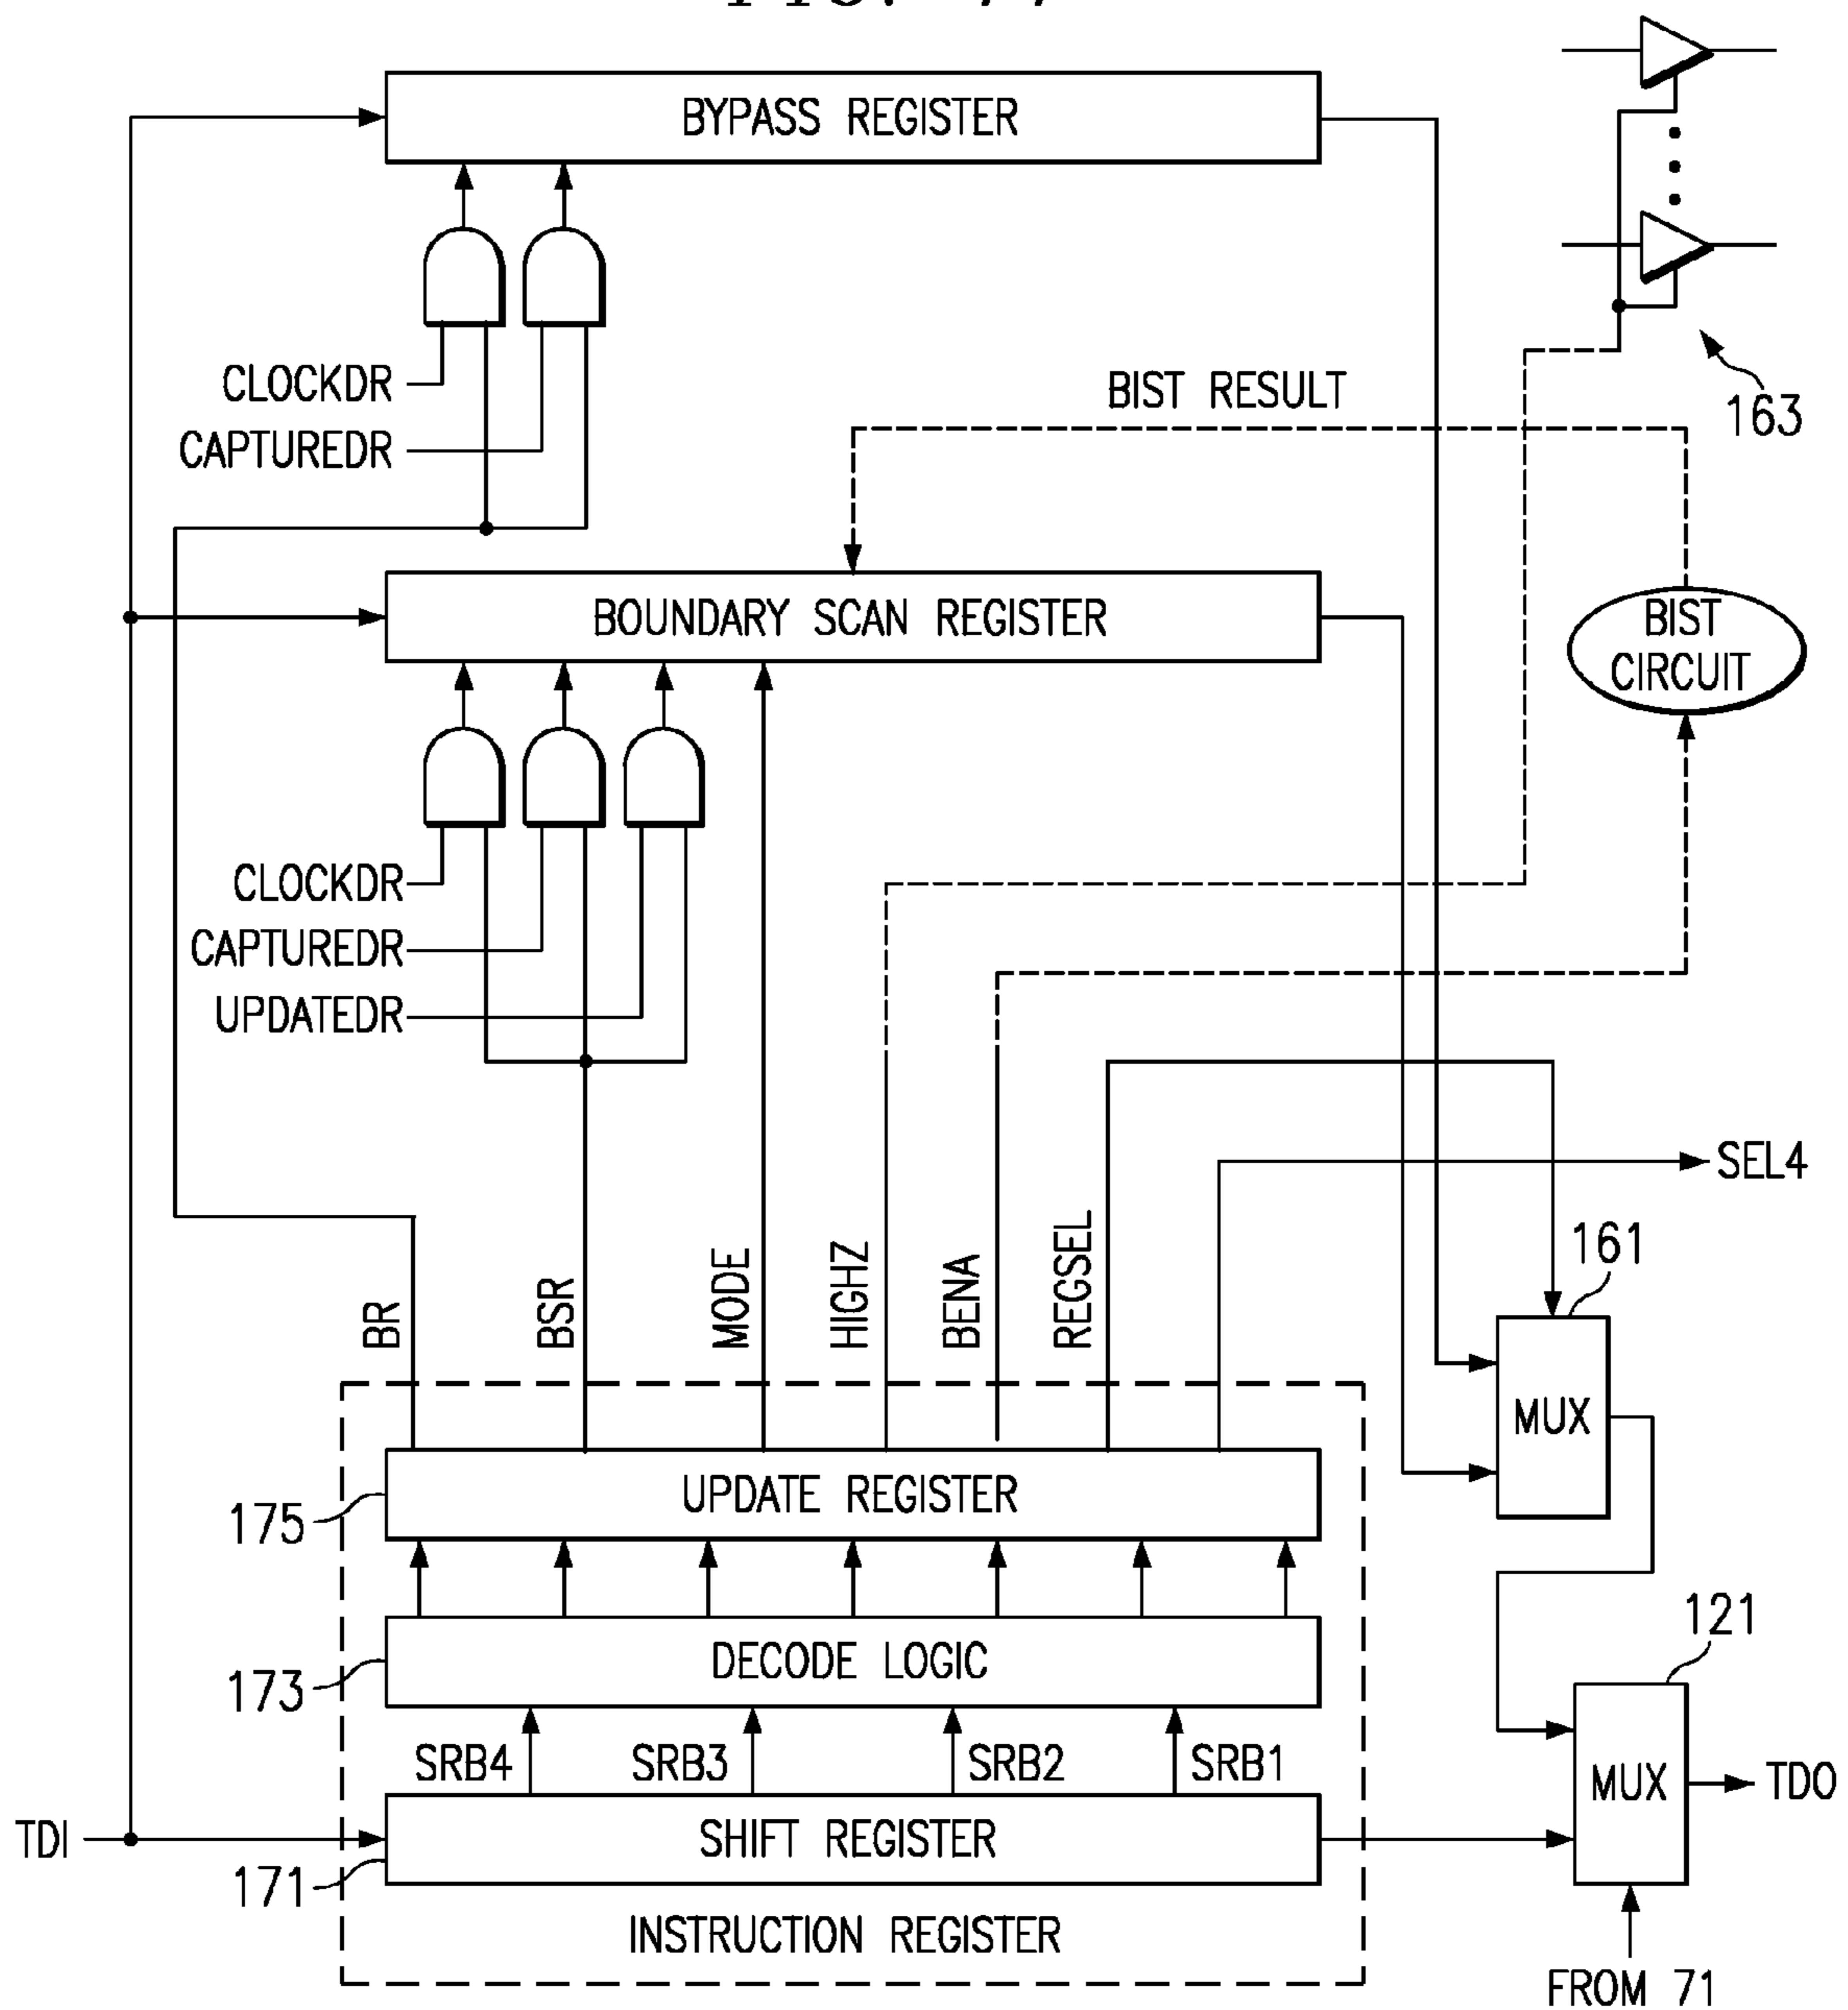 BYPASS REGISTER
CLOCKDR
CAPTUREDR
BIST RESULT
163
BOUNDARY SCAN REGISTER
BIST
CIRCUIT
CLOCKDR
CAPTUREDR
UPDATEDR
SEL4
161
BR
BSR
MODE
HIGHZ
BENA
REGSEL
MUX
UPDATE REGISTER
175
DECODE LOGIC
173
121
SRB4
SRB3
SRB2
SRB1
MUX
TDO
TDI
SHIFT REGISTER
171
INSTRUCTION REGISTER
FROM 71